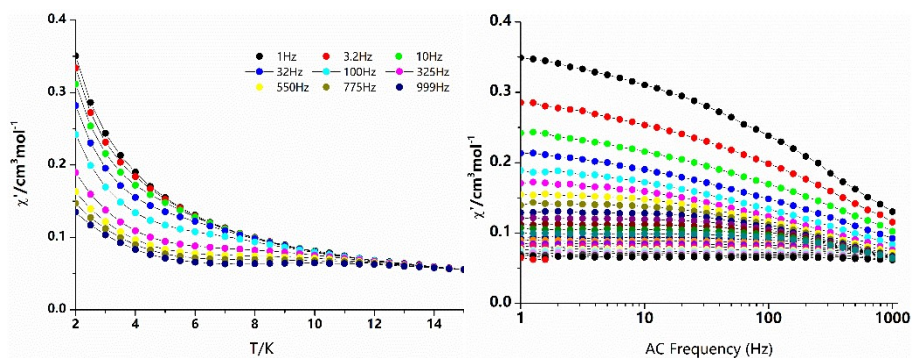 0.4
0.3
0.2
0.1
0.0
χ'/cm³mol⁻¹
1Hz 3.2Hz 10Hz
32Hz 100Hz 325Hz
550Hz 775Hz 999Hz
2 4 6 8 10 12 14
T/K
0.4
0.3
0.2
0.1
0.0
χ'/cm³mol⁻¹
1 10 100 1000
AC Frequency (Hz)